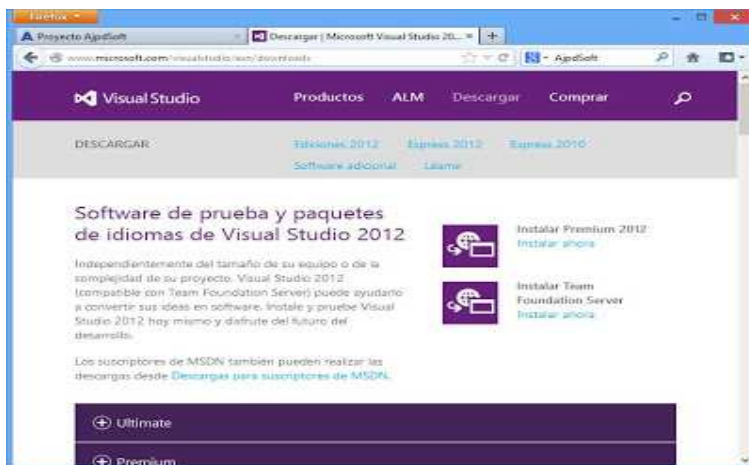 Firefox
Proyecto AjpdSoft
Descargar | Microsoft Visual Studio 20...
www.microsoft.com/visualstudio/esn/downloads
AjpdSoft
Visual Studio
Productos ALM Descargar Comprar
DESCARGAR
Ediciones 2012 Express 2012 Express 2010
Software adicional Léame
Software de prueba y paquetes
de idiomas de Visual Studio 2012
Instalar Premium 2012
Instalar ahora
Independientemente del tamaño de su equipo o de la
complejidad de su proyecto, Visual Studio 2012
(compatible con Team Foundation Server) puede ayudarlo
a convertir sus ideas en software. Instale y pruebe Visual
Studio 2012 hoy mismo y disfrute del futuro del
desarrollo.
Instalar Team
Foundation Server
Instalar ahora
Los suscriptores de MSDN también pueden realizar las
descargas desde Descargas para suscriptores de MSDN.
Ultimate
Premium